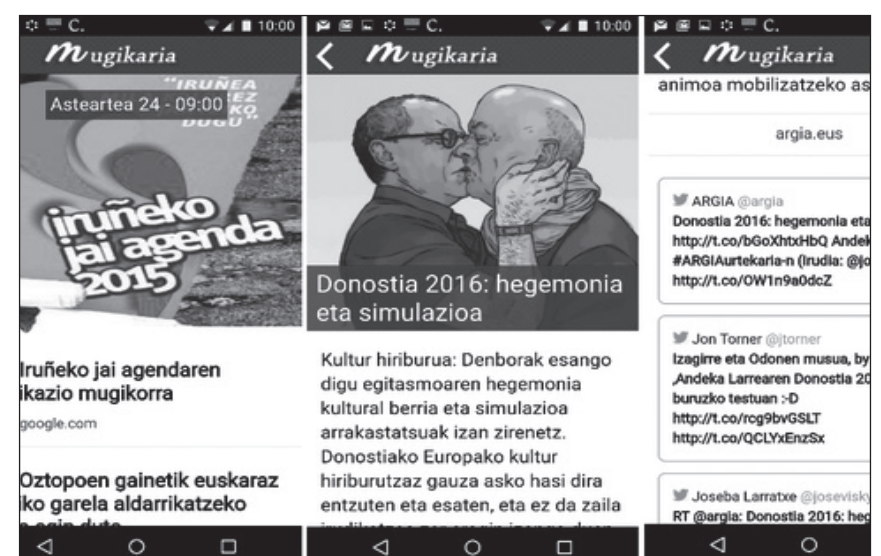 C. 10:00
Mugikaria
"IRUÑEA
DUGU"
Asteartea 24 - 09:00
iruñeko
jai agenda
2015
Iruñeko jai agendaren
ikazio mugikorra
google.com
Oztopoen gainetik euskaraz
iko garela aldarrikatzeko
C. 10:00
Mugikaria
Donostia 2016: hegemonia
eta simulazioa
Kultur hiriburua: Denborak esango
digu egitasmoaren hegemonia
kultural berria eta simulazioa
arrakastatsuak izan zirenetz.
Donostiako Europako kultur
hiriburutzaz gauza asko hasi dira
entzuten eta esaten, eta ez da zaila
C.
Mugikaria
animoa mobilizatzeko as
argia.eus
ARGIA @argia
Donostia 2016: hegemonia eta
http://t.co/bGoXhtxHbQ Andek
#ARGIAurtekaria-n (Irudia: @jo
http://t.co/OW1n9a0dcZ
Jon Torner @jtorner
Izagirre eta Odonen musua, by
,Andeka Larrearen Donostia 20
buruzko testuan :-D
http://t.co/rcg9bvGSLT
http://t.co/QCLYxEnzSx
Joseba Larratxe @josevisky
RT @argia: Donostia 2016: heg